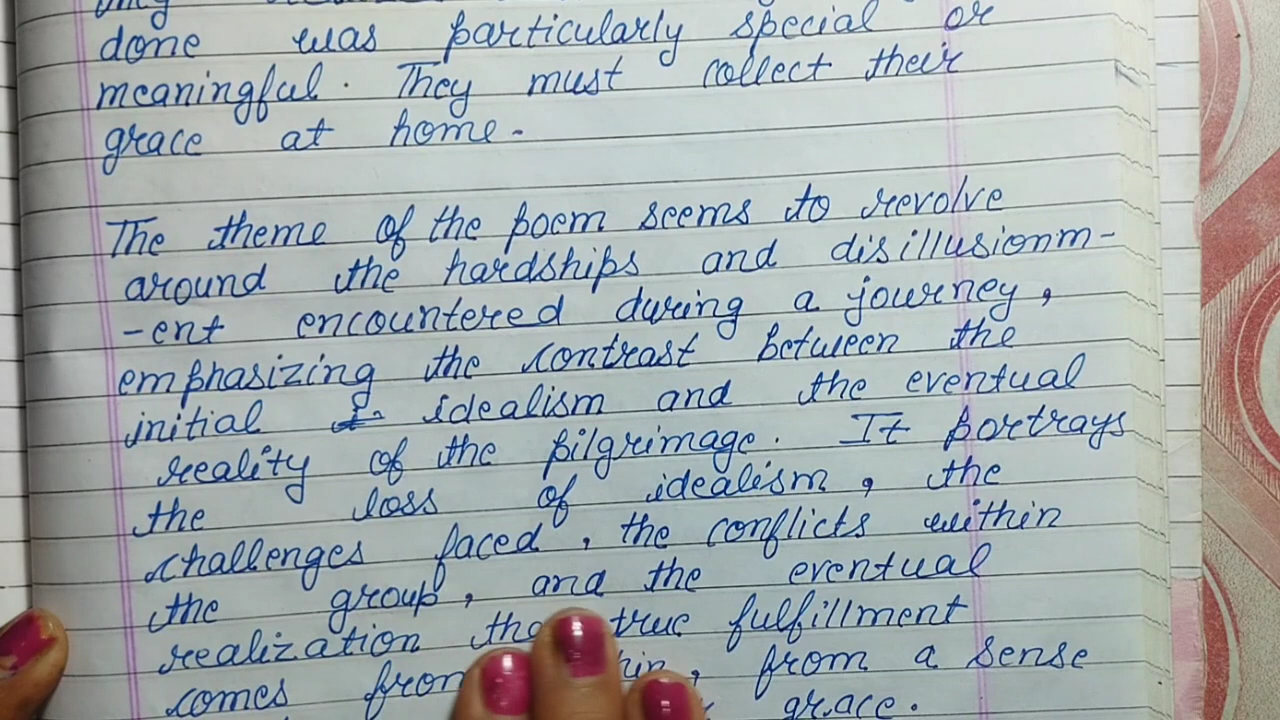 done was particularly special or
meaningful. They must collect their
grace at home.
The theme of the poem seems to revolve
around the hardships and disillusionm-
-ent encountered during a journey,
emphasizing the contrast between the
initial idealism and the eventual
reality of the pilgrimage. It portrays
the loss of idealism, the
challenges faced, the conflicts within
the group, and the eventual
realization true fulfillment
comes from, from a sense
grace.